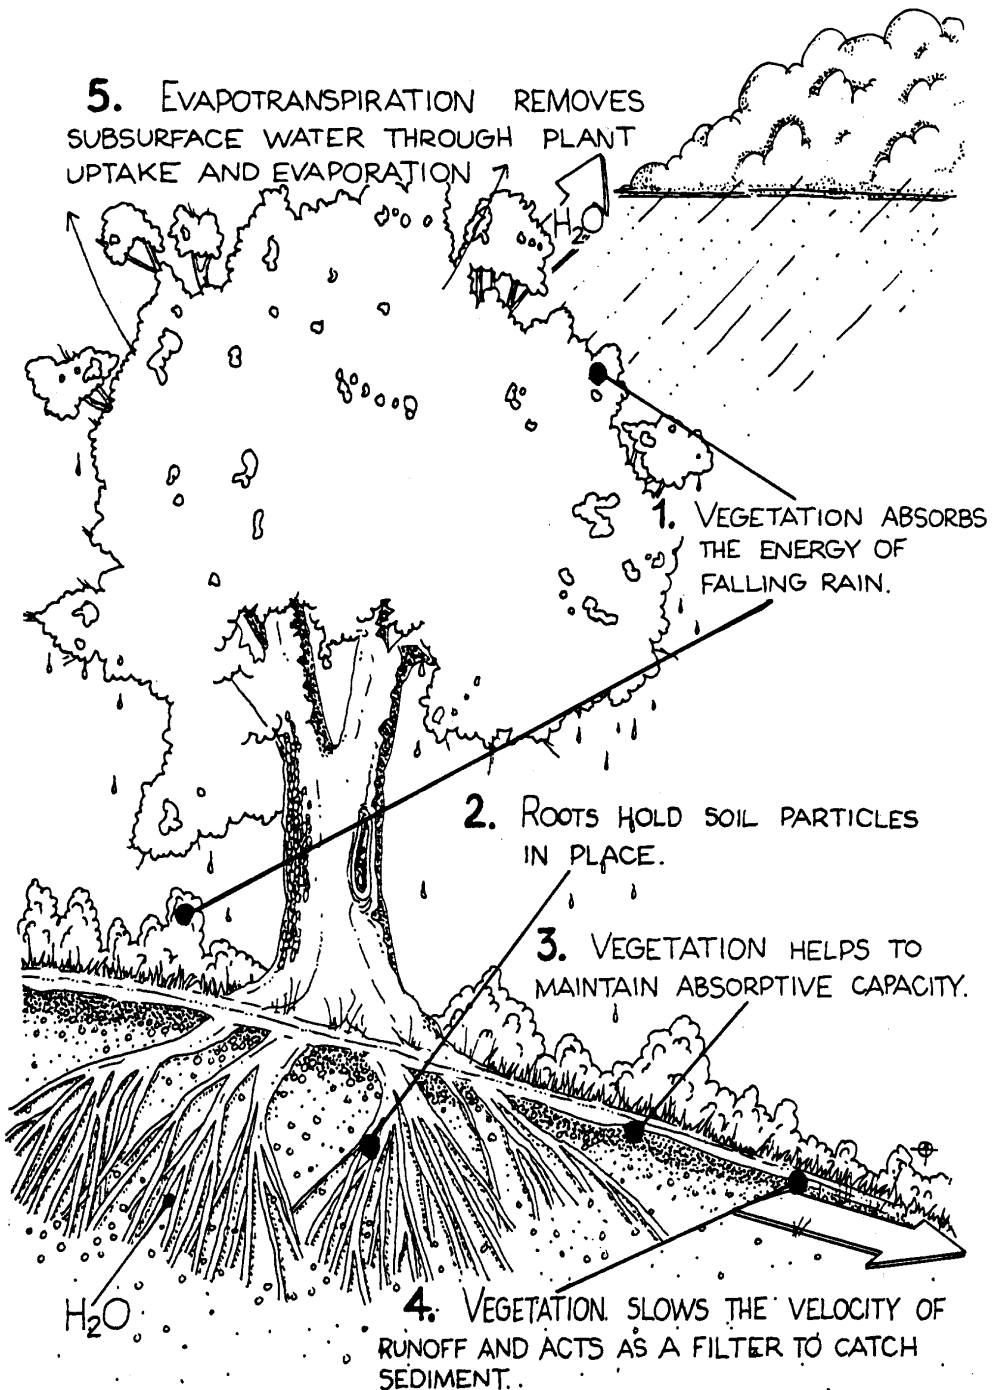 5. EVAPOTRANSPIRATION REMOVES
SUBSURFACE WATER THROUGH PLANT
UPTAKE AND EVAPORATION
H₂O
1. VEGETATION ABSORBS
THE ENERGY OF
FALLING RAIN.
2. ROOTS HOLD SOIL PARTICLES
IN PLACE.
3. VEGETATION HELPS TO
MAINTAIN ABSORPTIVE CAPACITY.
H₂O
4. VEGETATION SLOWS THE VELOCITY OF
RUNOFF AND ACTS AS A FILTER TO CATCH
SEDIMENT.